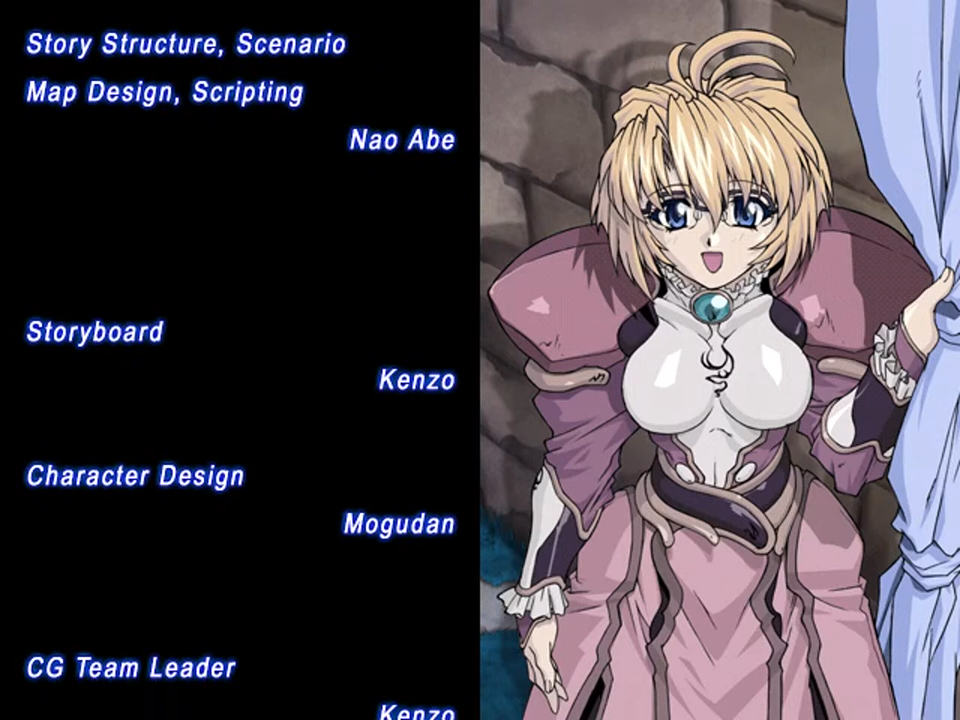 Story Structure, Scenario
Map Design, Scripting
Nao Abe
Storyboard
Kenzo
Character Design
Mogudan
CG Team Leader
Kenzo